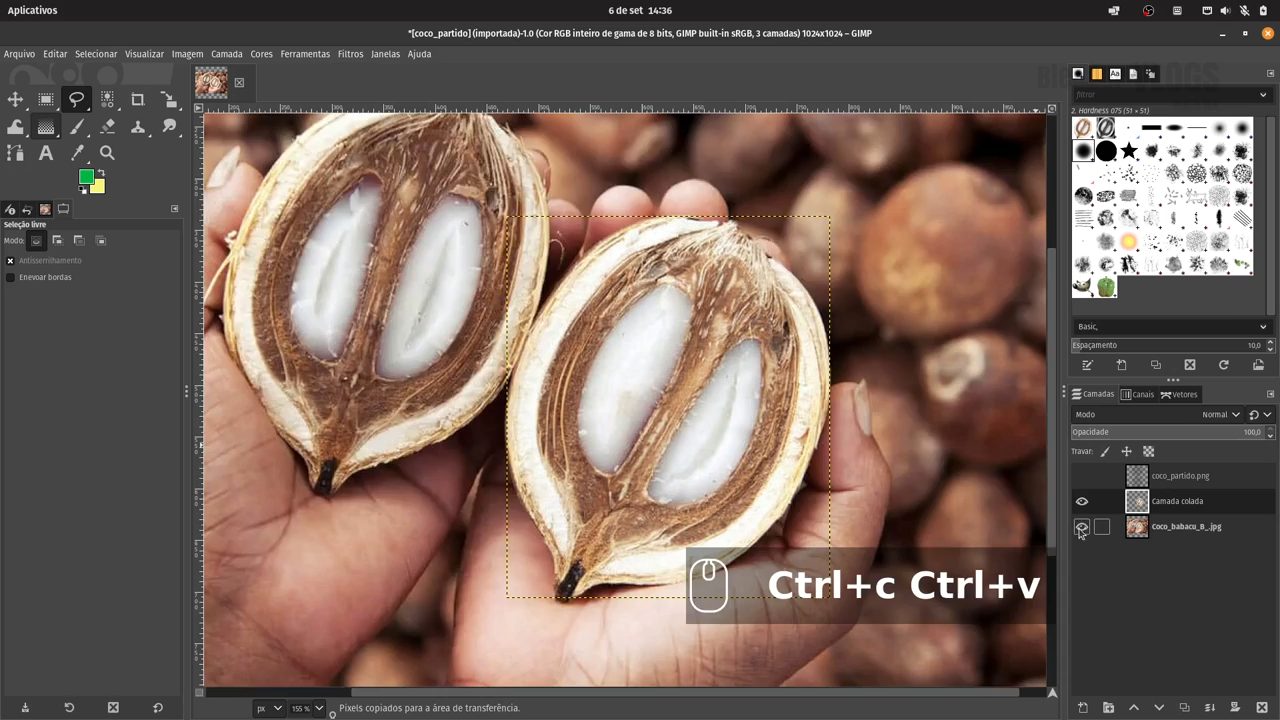 Aplicativos
6 de set 14:36
*[coco_partido] (importada)-1.0 (Cor RGB inteiro de gama de 8 bits, GIMP built-in sRGB, 3 camadas) 1024x1024 – GIMP
Arquivo Editar Selecionar Visualizar Imagem Camada Cores Ferramentas Filtros Janelas Ajuda
filtrar
2. Hardness 075 (51 × 51)
Seleção livre
Modo:
Antisserrilhamento
Enevoar bordas
Basic,
Espaçamento 10,0
Camadas Canais Vetores
Modo Normal
Opacidade 100,0
Travar:
coco_partido.png
Camada colada
Coco_babacu_B_.jpg
Ctrl+c Ctrl+v
px 155 % Pixels copiados para a área de transferência.